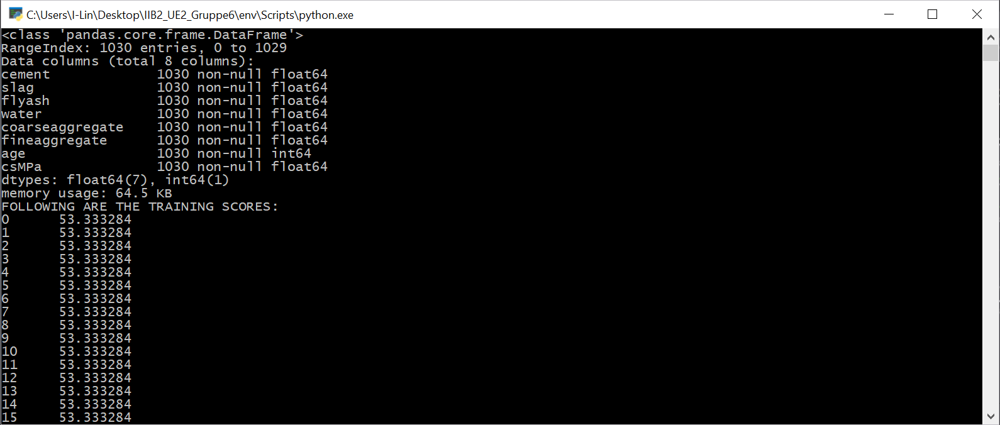 C:\Users\I-Lin\Desktop\IIB2_UE2_Gruppe6\env\Scripts\python.exe
<class 'pandas.core.frame.DataFrame'>
RangeIndex: 1030 entries, 0 to 1029
Data columns (total 8 columns):
cement             1030 non-null float64
slag               1030 non-null float64
flyash             1030 non-null float64
water              1030 non-null float64
coarseaggregate    1030 non-null float64
fineaggregate      1030 non-null float64
age                1030 non-null int64
csMPa              1030 non-null float64
dtypes: float64(7), int64(1)
memory usage: 64.5 KB
FOLLOWING ARE THE TRAINING SCORES:
0      53.333284
1      53.333284
2      53.333284
3      53.333284
4      53.333284
5      53.333284
6      53.333284
7      53.333284
8      53.333284
9      53.333284
10     53.333284
11     53.333284
12     53.333284
13     53.333284
14     53.333284
15     53.333284